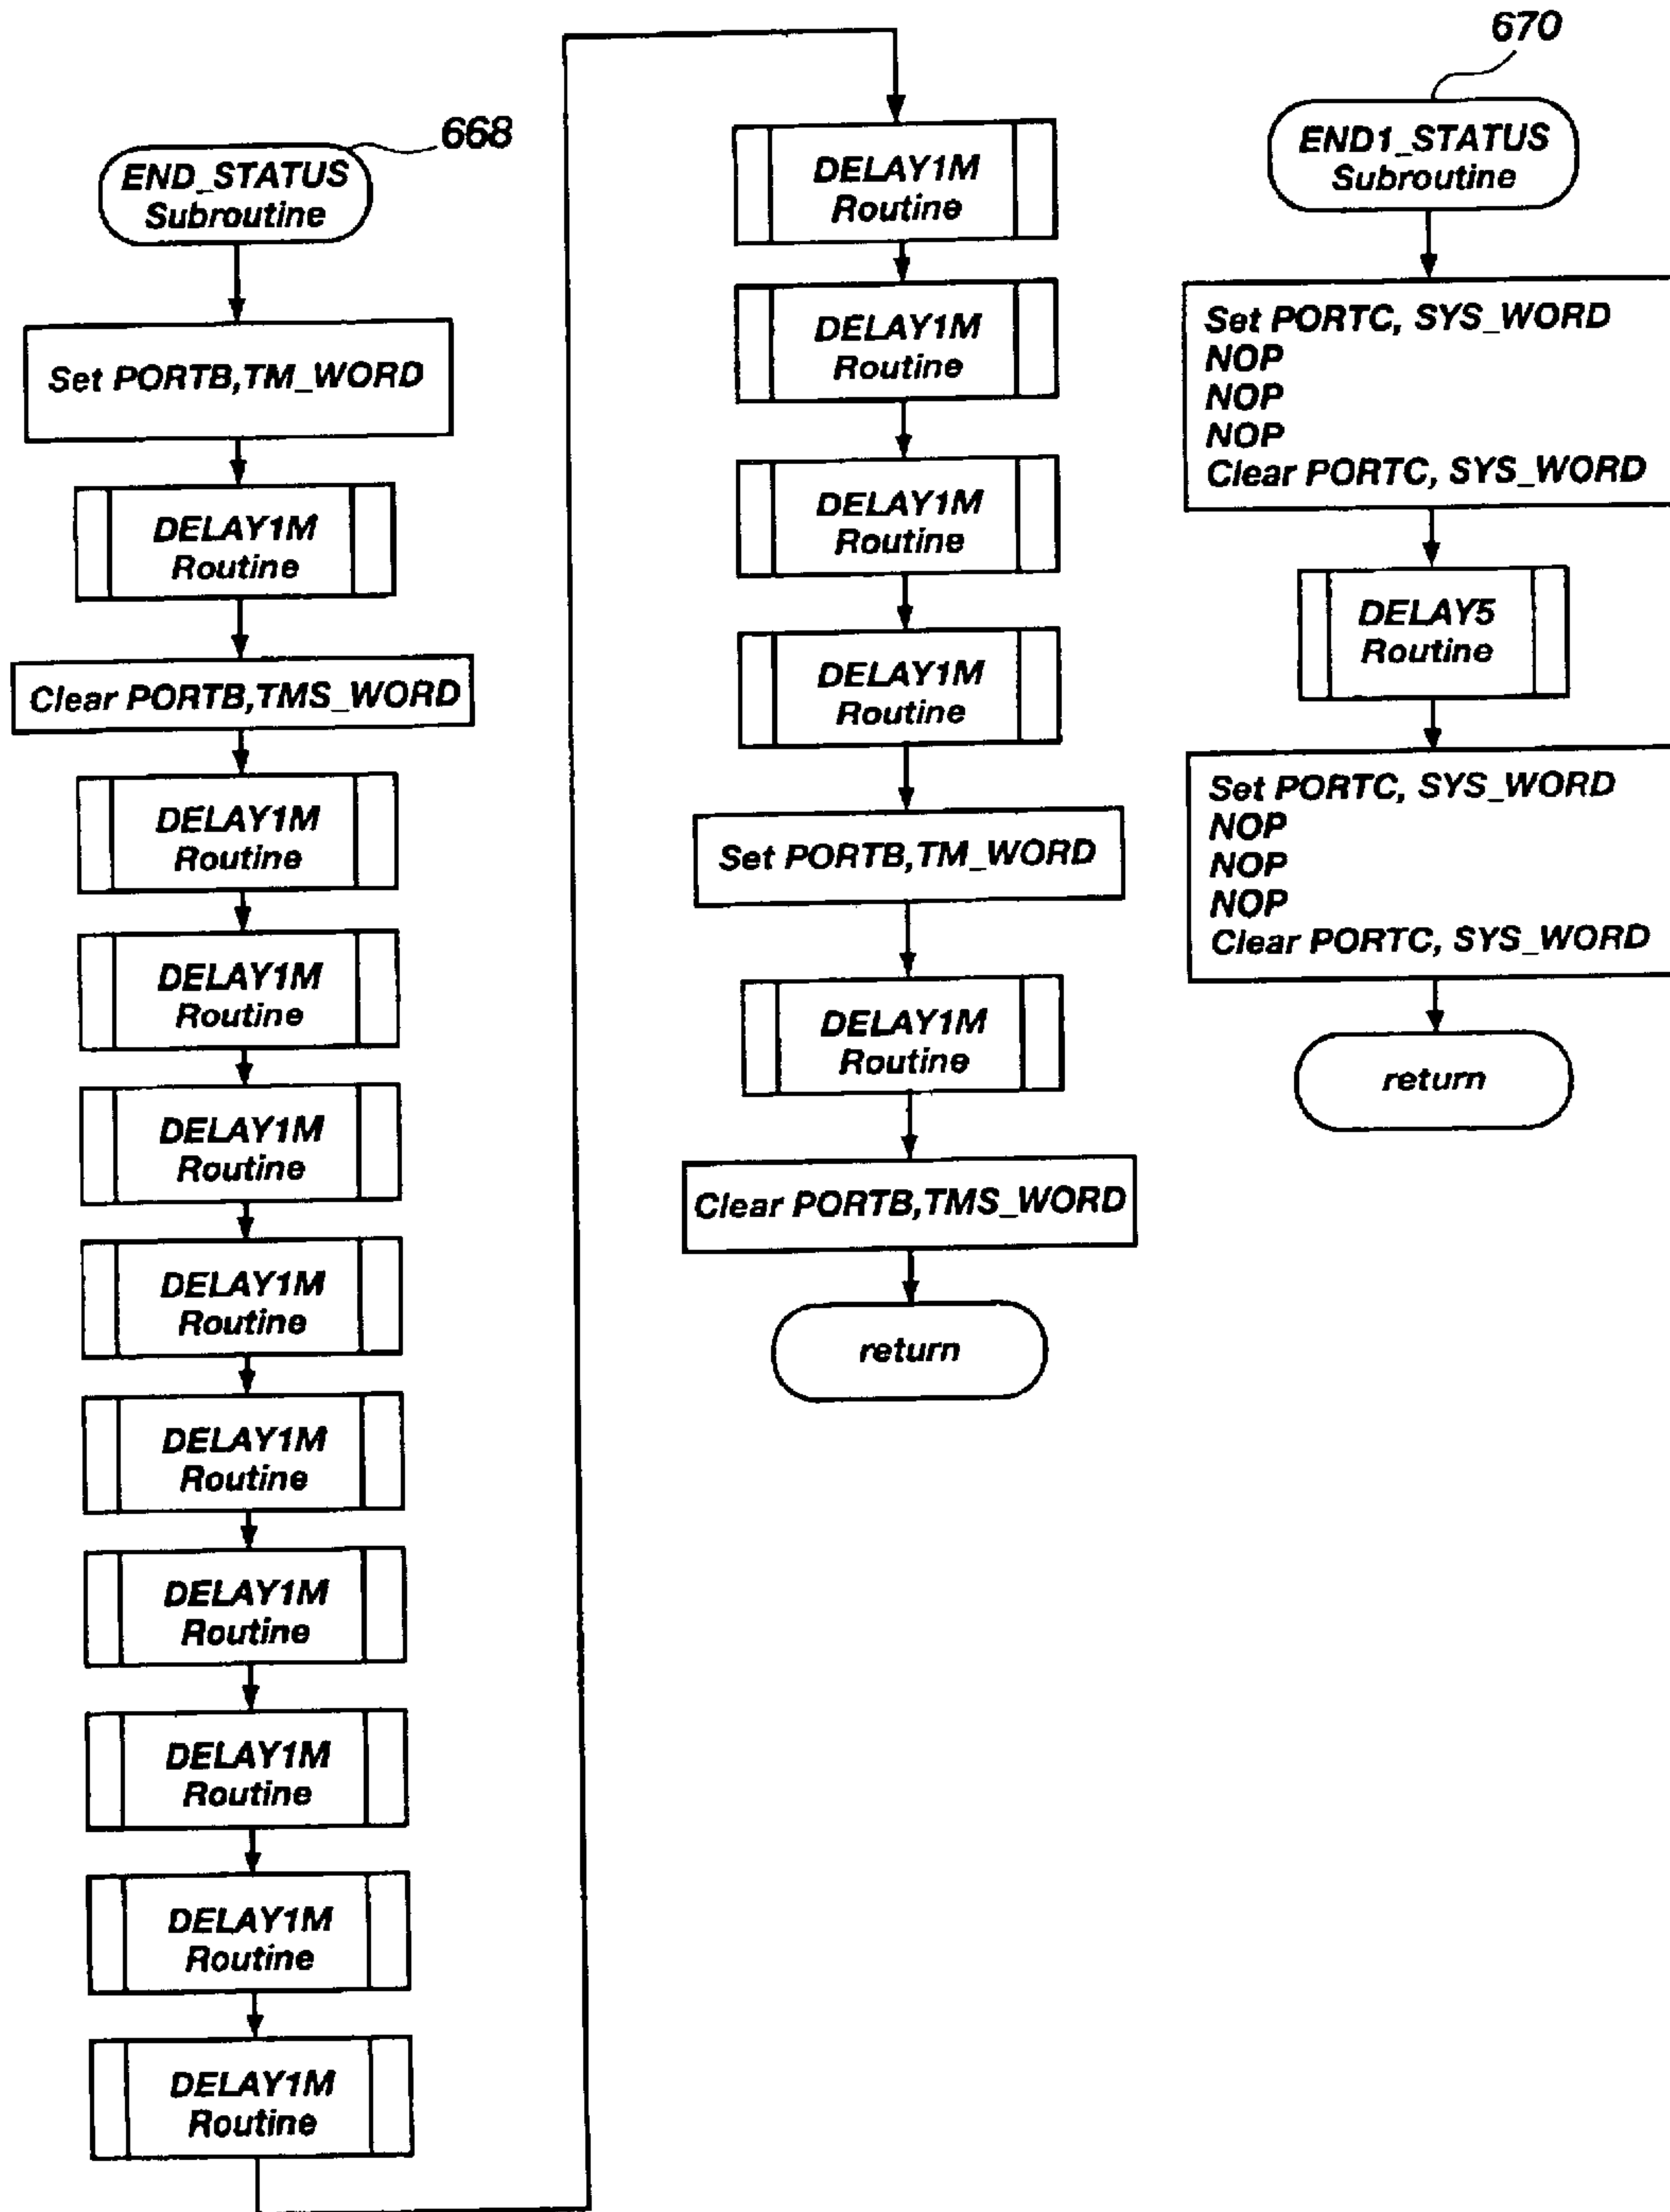 668
END_STATUS
Subroutine
Set PORTB,TM_WORD
DELAY1M
Routine
Clear PORTB,TMS_WORD
DELAY1M
Routine
DELAY1M
Routine
DELAY1M
Routine
DELAY1M
Routine
DELAY1M
Routine
DELAY1M
Routine
DELAY1M
Routine
DELAY1M
Routine
DELAY1M
Routine
DELAY1M
Routine
DELAY1M
Routine
DELAY1M
Routine
DELAY1M
Routine
Set PORTB,TM_WORD
DELAY1M
Routine
Clear PORTB,TMS_WORD
return
670
END1_STATUS
Subroutine
Set PORTC, SYS_WORD
NOP
NOP
NOP
Clear PORTC, SYS_WORD
DELAY5
Routine
Set PORTC, SYS_WORD
NOP
NOP
NOP
Clear PORTC, SYS_WORD
return